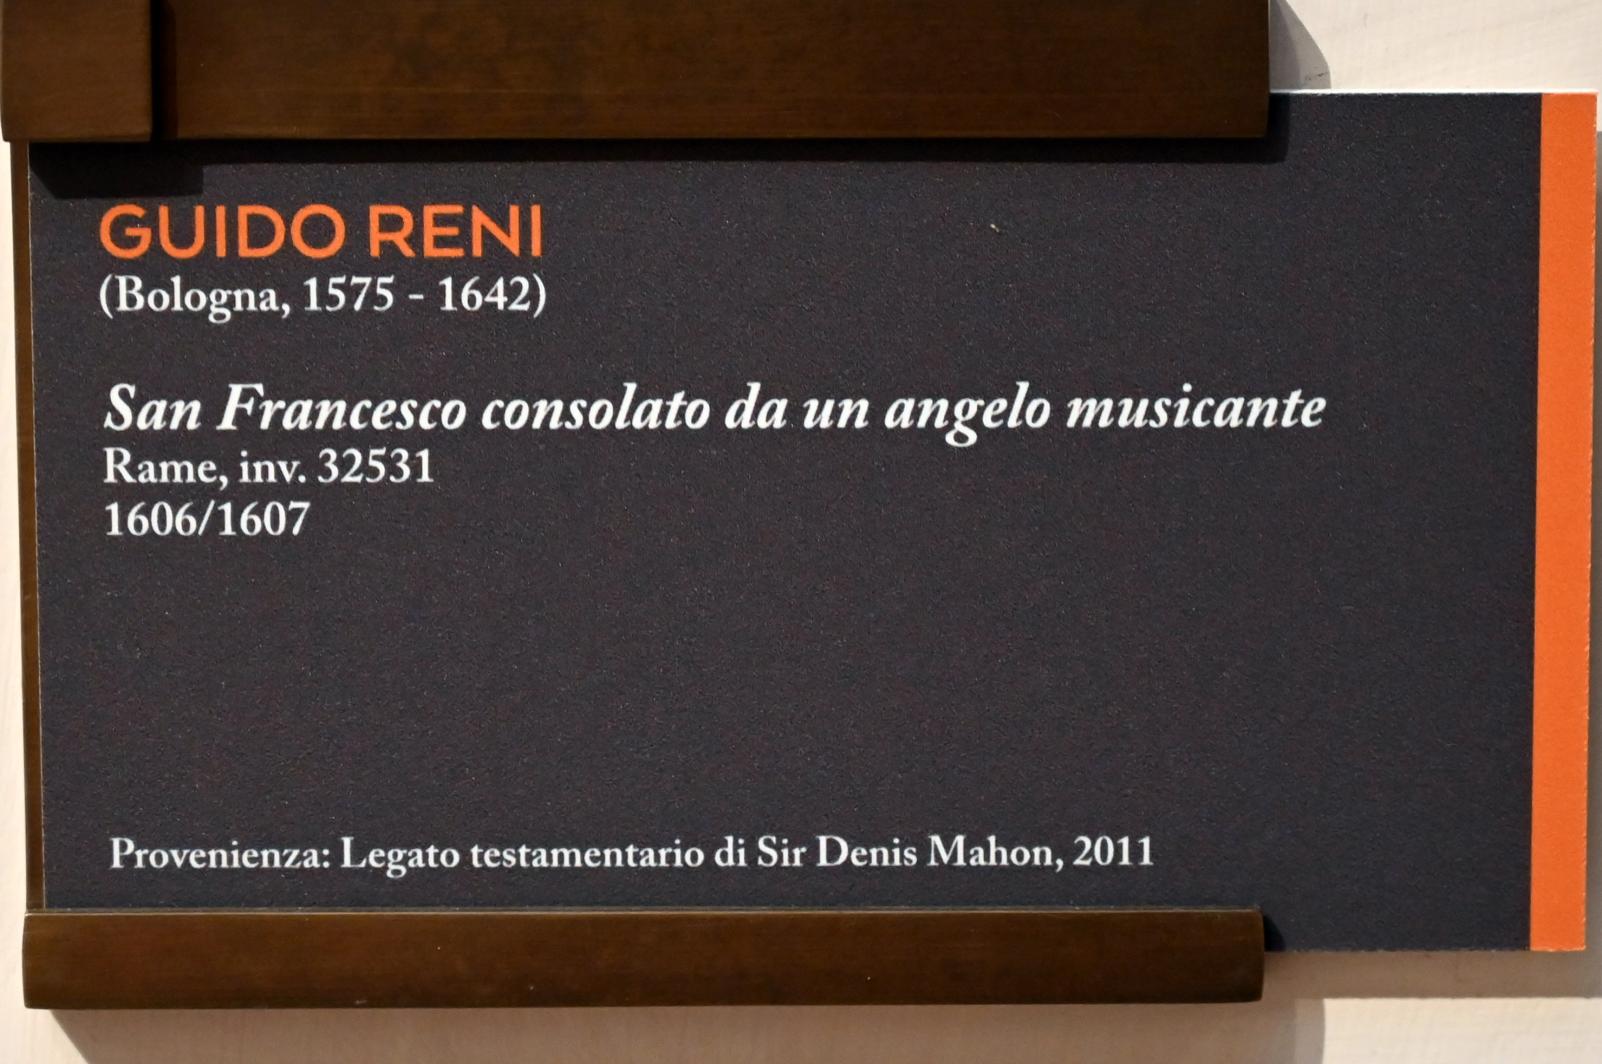 GUIDO RENI
(Bologna, 1575 - 1642)
San Francesco consolato da un angelo musicante
Rame, inv. 32531
1606/1607
Provenienza: Legato testamentario di Sir Denis Mahon, 2011